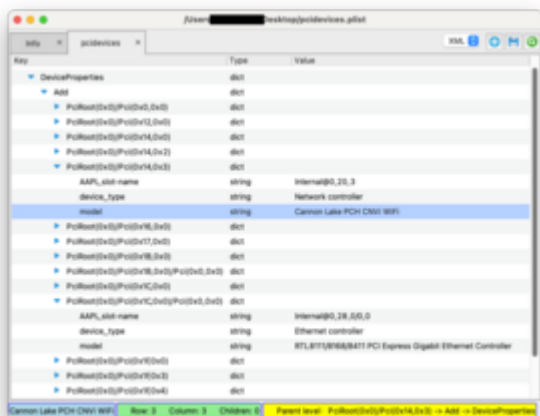 /Users/ Desktop/pcidevices.plist
Info × pcidevices × XML
Key Type Value
DeviceProperties dict
Add dict
PciRoot(0x0)/Pci(0x0,0x0) dict
PciRoot(0x0)/Pci(0x12,0x0) dict
PciRoot(0x0)/Pci(0x14,0x0) dict
PciRoot(0x0)/Pci(0x14,0x2) dict
PciRoot(0x0)/Pci(0x14,0x3) dict
AAPL,slot-name string Internal@0,20,3
device_type string Network controller
model string Cannon Lake PCH CNVi WiFi
PciRoot(0x0)/Pci(0x16,0x0) dict
PciRoot(0x0)/Pci(0x17,0x0) dict
PciRoot(0x0)/Pci(0x1B,0x0) dict
PciRoot(0x0)/Pci(0x1B,0x0)/Pci(0x0,0x0) dict
PciRoot(0x0)/Pci(0x1C,0x0) dict
PciRoot(0x0)/Pci(0x1C,0x0)/Pci(0x0,0x0) dict
AAPL,slot-name string Internal@0,28,0/0,0
device_type string Ethernet controller
model string RTL8111/8168/8411 PCI Express Gigabit Ethernet Controller
PciRoot(0x0)/Pci(0x1f,0x0) dict
PciRoot(0x0)/Pci(0x1f,0x3) dict
PciRoot(0x0)/Pci(0x1f,0x4) dict
Cannon Lake PCH CNVi WiFi Row: 3 Column: 3 Children: 0 Parent level: PciRoot(0x0)/Pci(0x14,0x3) -> Add -> DeviceProperties